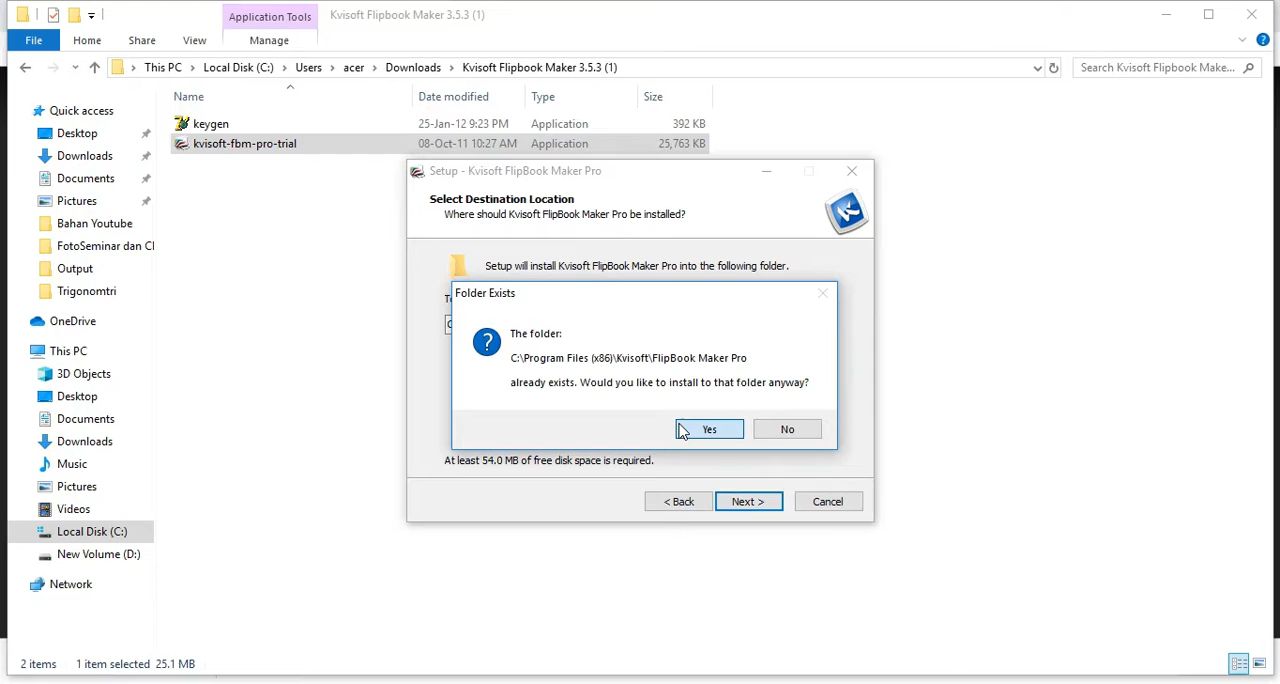 Application Tools
Kvisoft Flipbook Maker 3.5.3 (1)
File
Home
Share
View
Manage
This PC
Local Disk (C:)
Users
acer
Downloads
Kvisoft Flipbook Maker 3.5.3 (1)
Search Kvisoft Flipbook Make...
Name
Date modified
Type
Size
keygen
25-Jan-12 9:23 PM
Application
392 KB
kvisoft-fbm-pro-trial
08-Oct-11 10:27 AM
Application
25,763 KB
Quick access
Desktop
Downloads
Documents
Pictures
Bahan Youtube
FotoSeminar dan Cl
Output
Trigonomtri
OneDrive
This PC
3D Objects
Desktop
Documents
Downloads
Music
Pictures
Videos
Local Disk (C:)
New Volume (D:)
Network
Setup - Kvisoft FlipBook Maker Pro
Select Destination Location
Where should Kvisoft FlipBook Maker Pro be installed?
Setup will install Kvisoft FlipBook Maker Pro into the following folder.
Folder Exists
The folder:
C:\Program Files (x86)\Kvisoft\FlipBook Maker Pro
already exists. Would you like to install to that folder anyway?
Yes
No
At least 54.0 MB of free disk space is required.
< Back
Next >
Cancel
2 items
1 item selected 25.1 MB